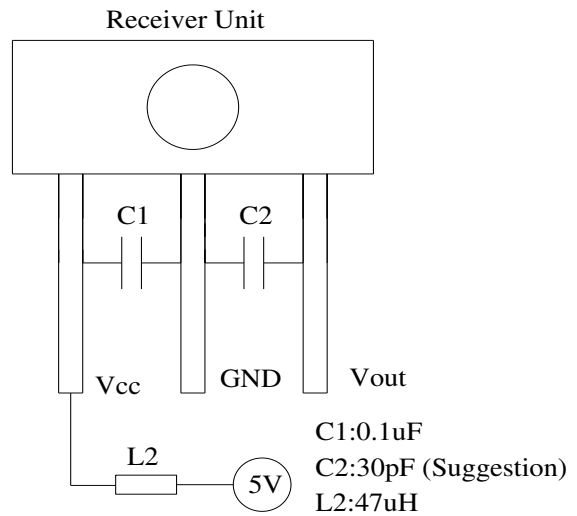 Receiver Unit
C1
C2
Vcc
GND
Vout
L2
5V
C1:0.1uF
C2:30pF (Suggestion)
L2:47uH